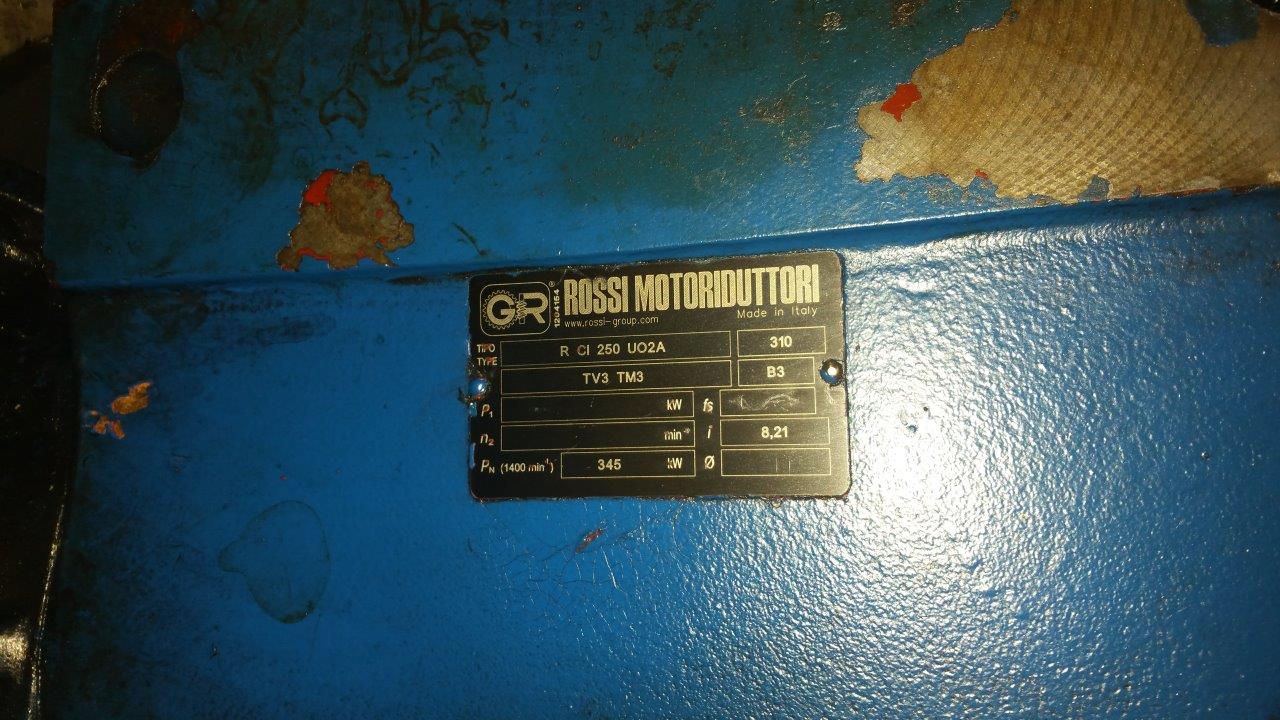 GR ® ROSSI MOTORIDUTTORI
1204154
www.rossi-group.com Made in Italy
TIPO
TYPE R CI 250 UO2A 310
TV3 TM3 B3
P₁ kW fs
n₂ min⁻¹ i 8,21
PN (1400 min⁻¹) 345 kW Ø